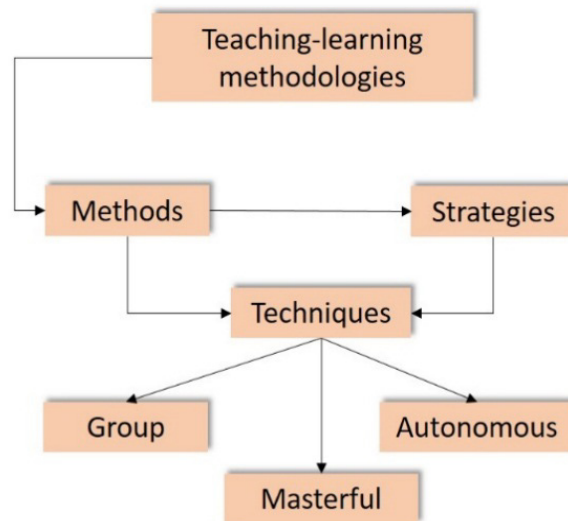 Teaching-learning
methodologies
Methods
Strategies
Techniques
Group
Autonomous
Masterful